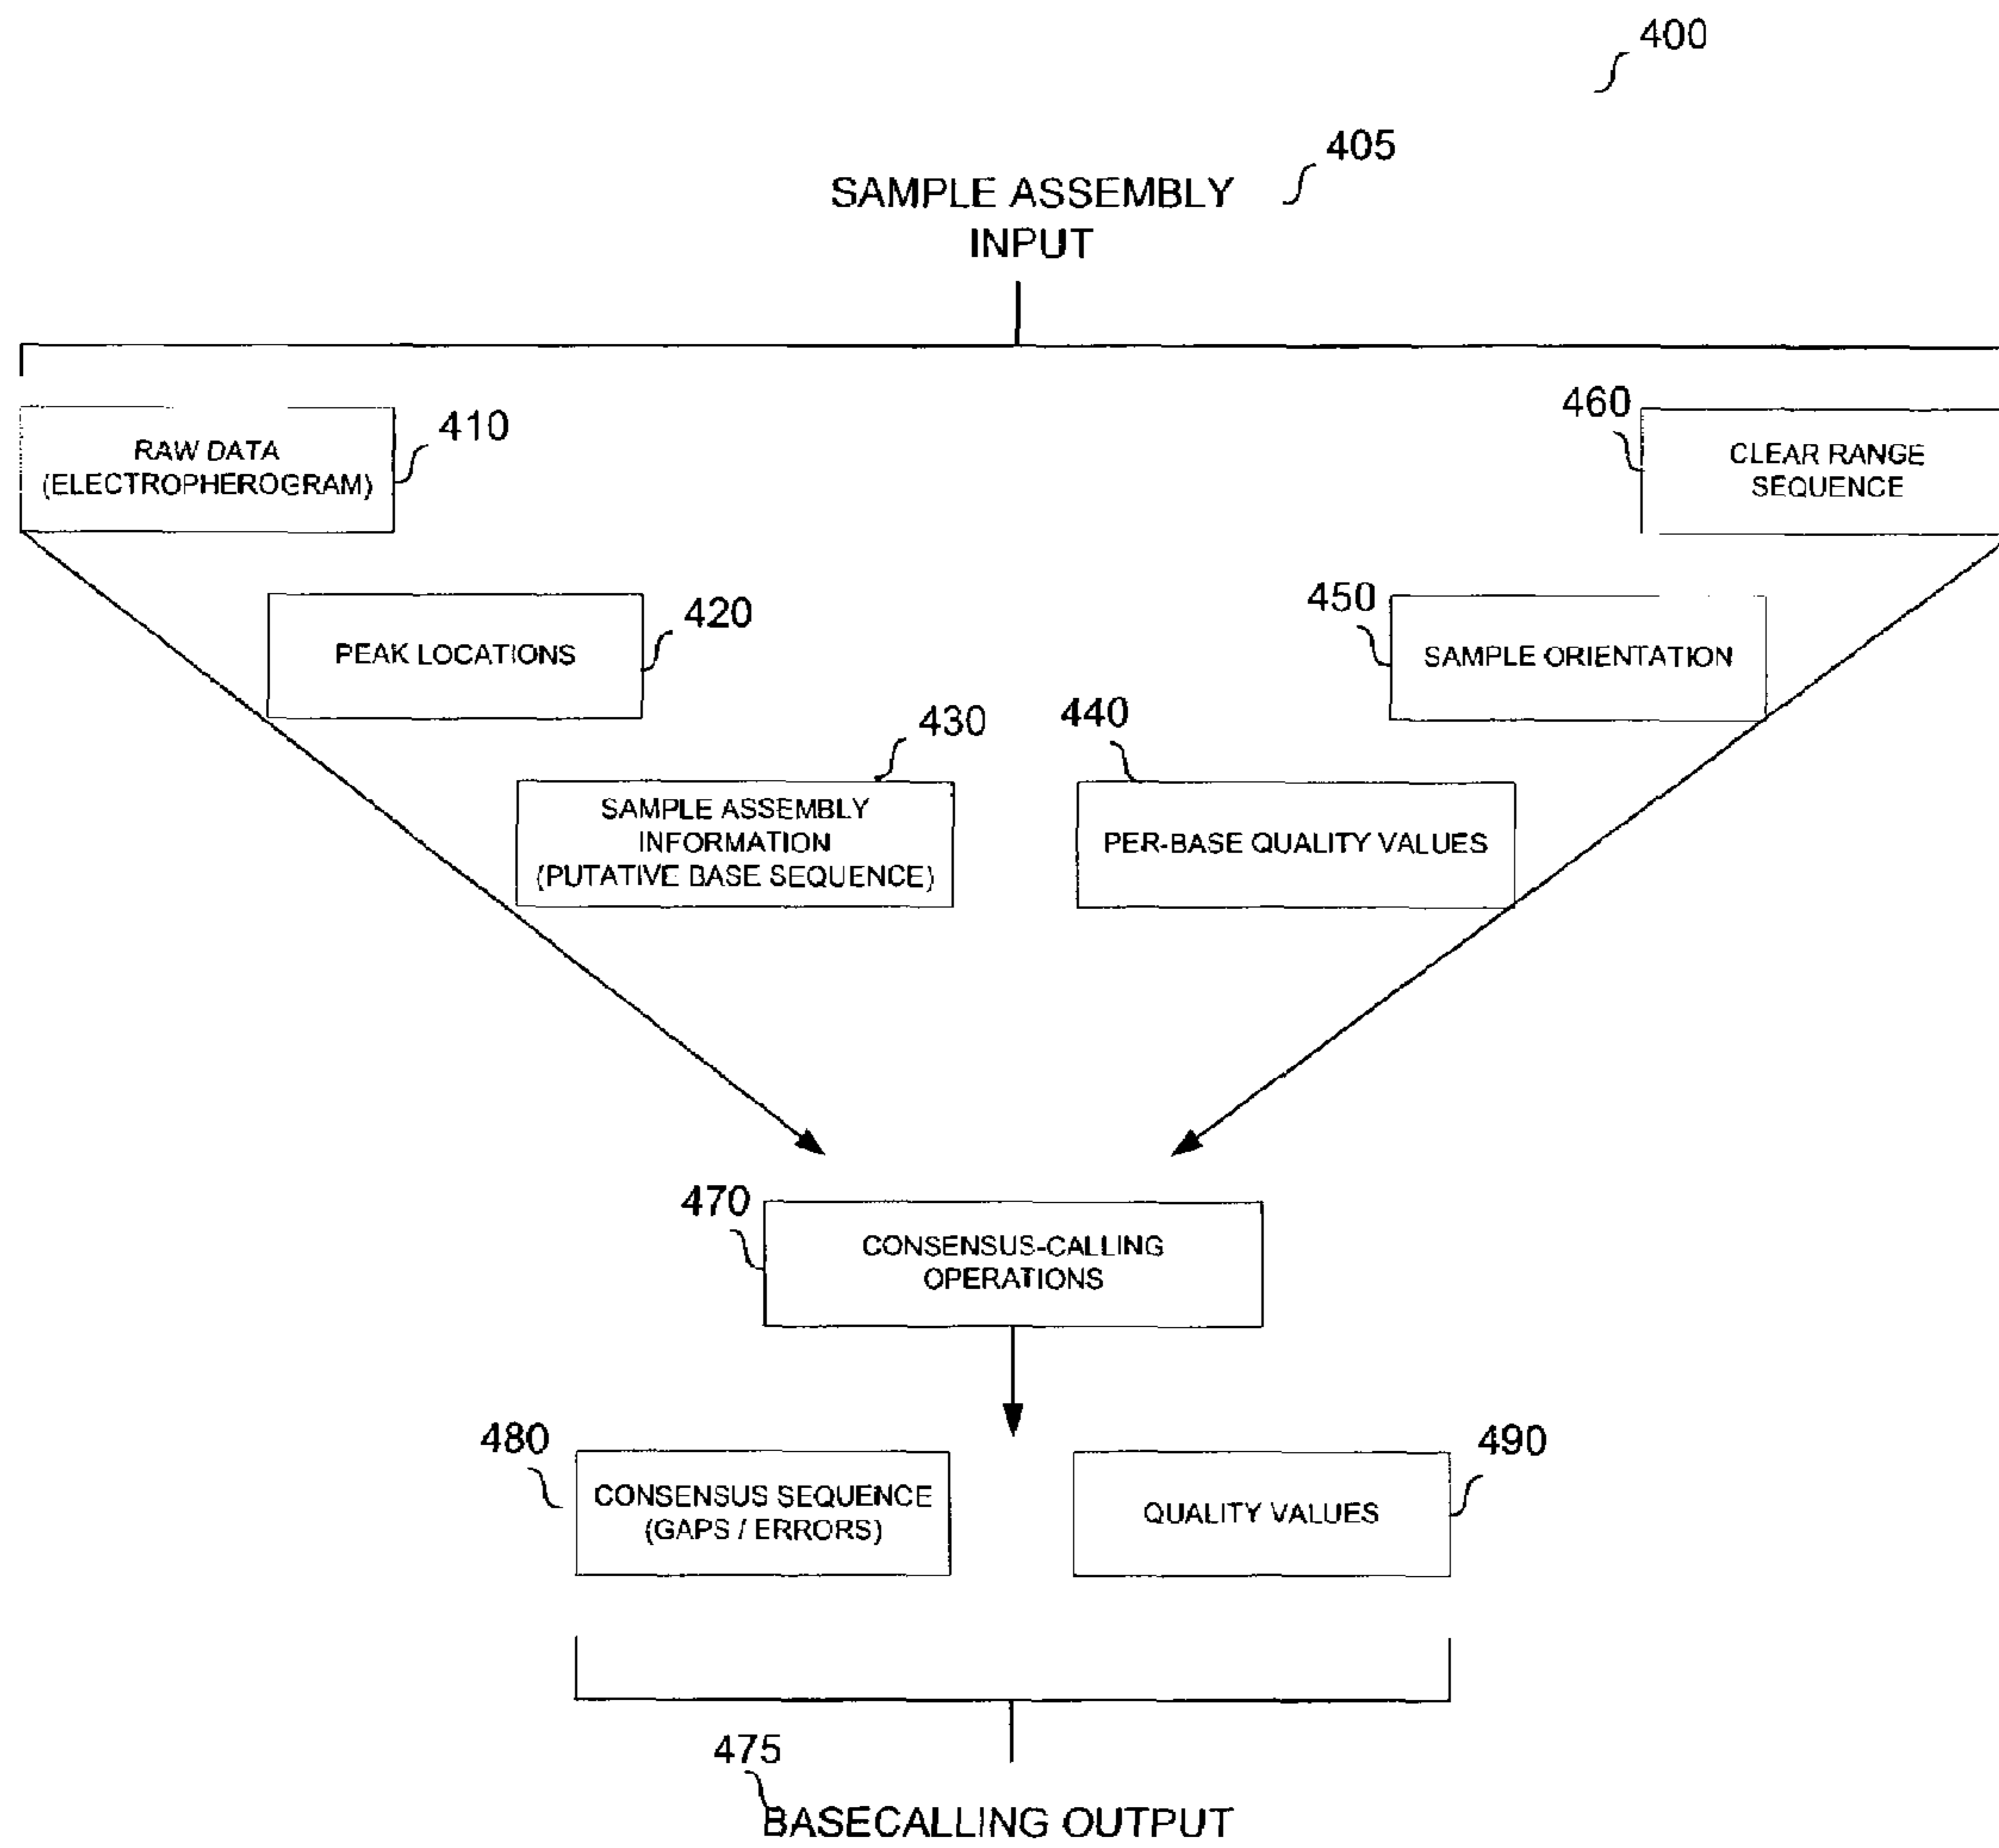 400
405
SAMPLE ASSEMBLY
INPUT
410
RAW DATA
(ELECTROPHEROGRAM)
460
CLEAR RANGE
SEQUENCE
420
PEAK LOCATIONS
450
SAMPLE ORIENTATION
430
SAMPLE ASSEMBLY
INFORMATION
(PUTATIVE BASE SEQUENCE)
440
PER-BASE QUALITY VALUES
470
CONSENSUS-CALLING
OPERATIONS
480
CONSENSUS SEQUENCE
(GAPS / ERRORS)
490
QUALITY VALUES
475
BASECALLING OUTPUT